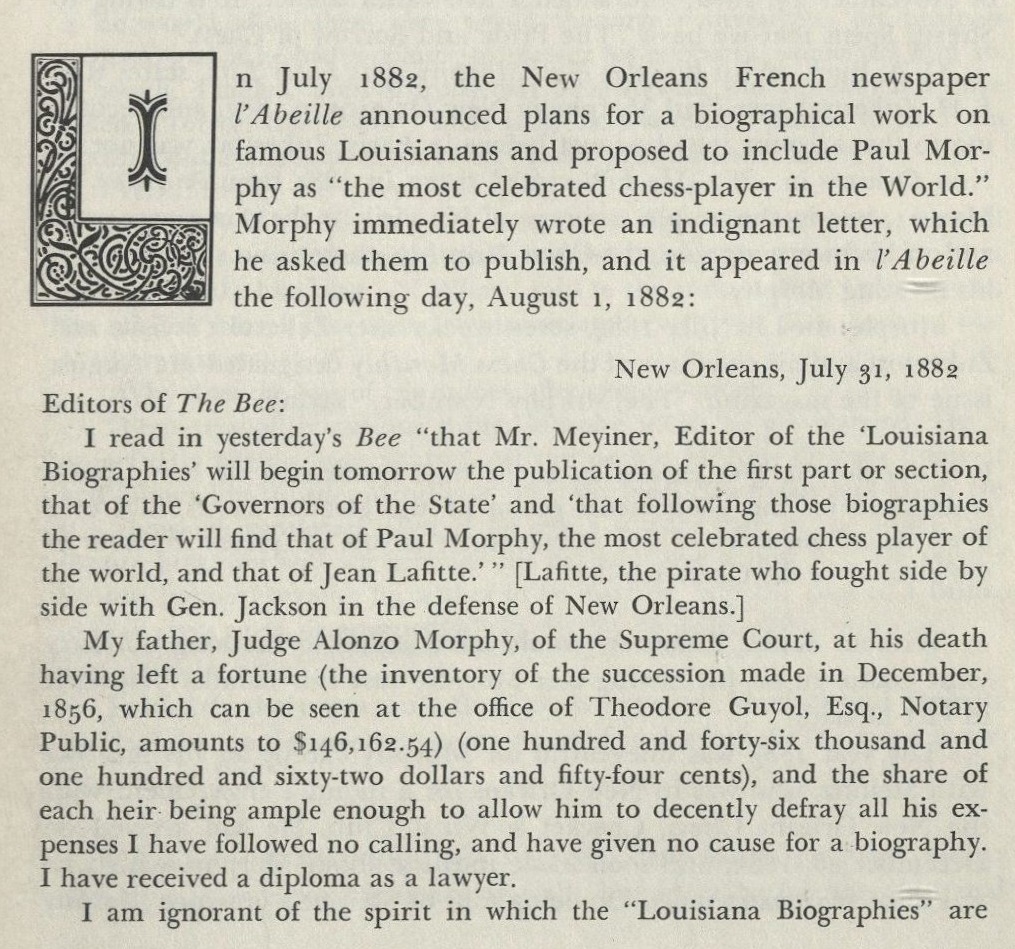 In July 1882, the New Orleans French newspaper
l'Abeille announced plans for a biographical work on
famous Louisianans and proposed to include Paul Mor-
phy as “the most celebrated chess-player in the World.”
Morphy immediately wrote an indignant letter, which
he asked them to publish, and it appeared in l'Abeille
the following day, August 1, 1882:
New Orleans, July 31, 1882
Editors of The Bee:
I read in yesterday's Bee “that Mr. Meyiner, Editor of the ‘Louisiana
Biographies’ will begin tomorrow the publication of the first part or section,
that of the ‘Governors of the State’ and ‘that following those biographies
the reader will find that of Paul Morphy, the most celebrated chess player of
the world, and that of Jean Lafitte.’ ” [Lafitte, the pirate who fought side by
side with Gen. Jackson in the defense of New Orleans.]
My father, Judge Alonzo Morphy, of the Supreme Court, at his death
having left a fortune (the inventory of the succession made in December,
1856, which can be seen at the office of Theodore Guyol, Esq., Notary
Public, amounts to $146,162.54) (one hundred and forty-six thousand and
one hundred and sixty-two dollars and fifty-four cents), and the share of
each heir being ample enough to allow him to decently defray all his ex-
penses I have followed no calling, and have given no cause for a biography.
I have received a diploma as a lawyer.
I am ignorant of the spirit in which the “Louisiana Biographies” are